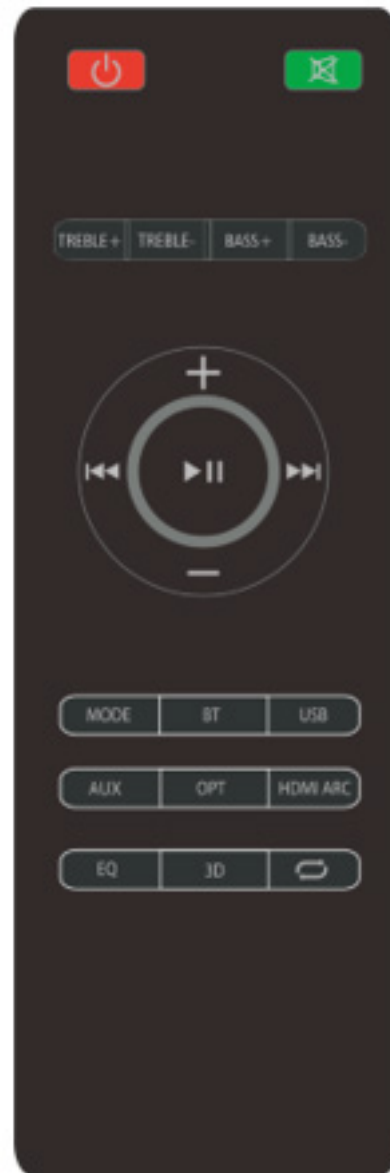 TREBLE+ TREBLE- BASS+ BASS-
MODE BT USB
AUX OPT HDMI ARC
EQ 3D